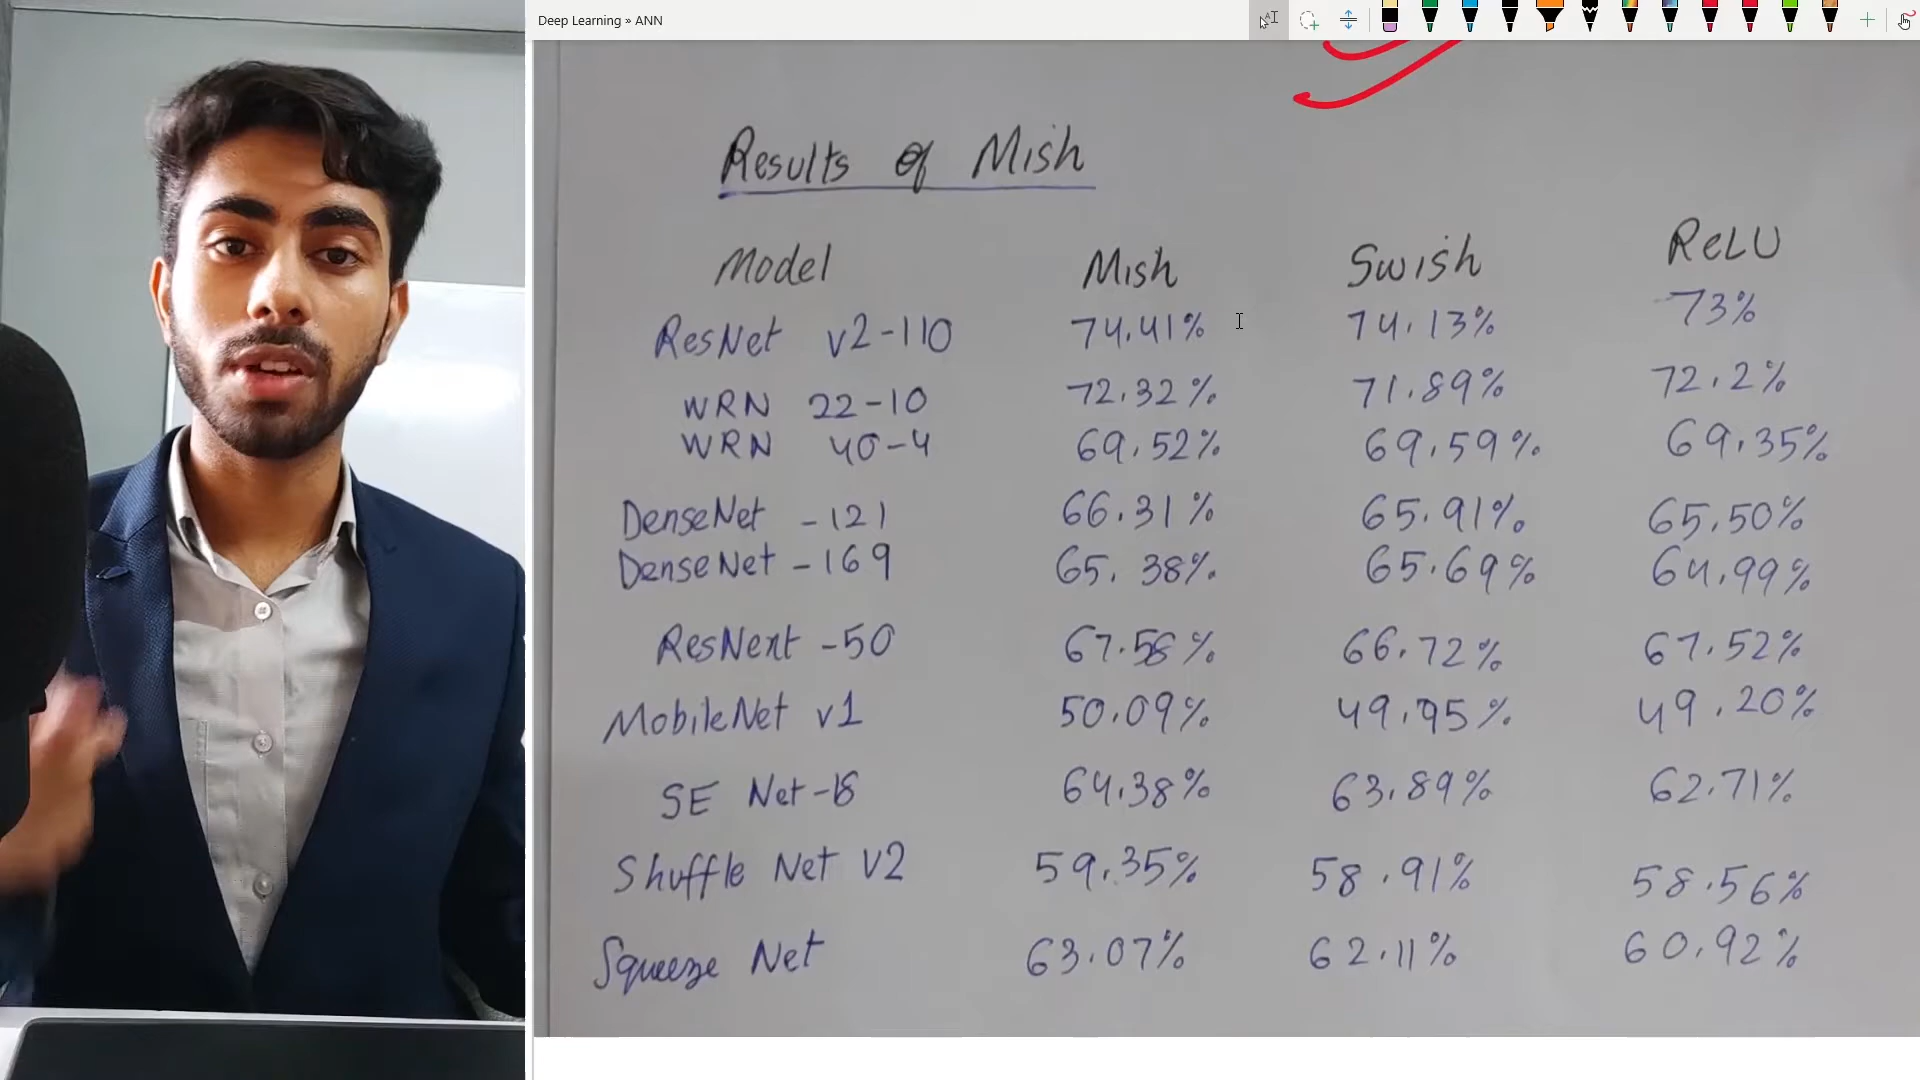 Deep Learning » ANN
Results of Mish
Model Mish Swish ReLU
ResNet v2-110 74.41% 74.13% 73%
WRN 22-10 72.32% 71.89% 72.2%
WRN 40-4 69.52% 69.59% 69.35%
DenseNet -121 66.31% 65.91% 65.50%
DenseNet -169 65.38% 65.69% 64.99%
ResNext -50 67.58% 66.72% 67.52%
MobileNet v1 50.09% 49.95% 49.20%
SE Net-18 64.38% 63.89% 62.71%
Shuffle Net V2 59.35% 58.91% 58.56%
Squeeze Net 63.07% 62.11% 60.92%